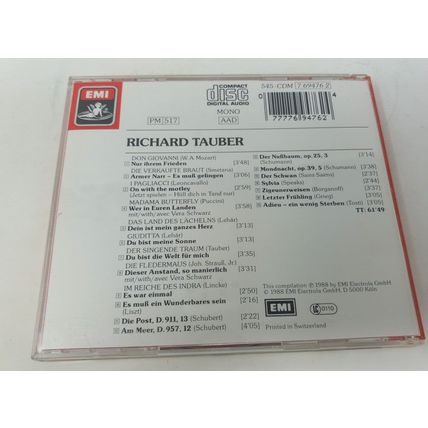 EMI
COMPACT
DISC
DIGITAL AUDIO
545-CDM 7 69476 2
0
4
77776 94762
MONO
PM 517
AAD
RICHARD TAUBER
DON GIOVANNI (W A Mozart)
Nur ihrem Frieden [3'48]
DIE VERKAUFTE BRAUT (Smetana)
Armer Narr – Es muß gelingen [3'06]
I PAGLIACCI (Leoncavallo)
On with the motley [2'59]
(Jetzt spielen - Hüll dich in Tand nur)
MADAMA BUTTERFLY (Puccini)
Wer in Euren Landen [3'58]
mit/with/avec Vera Schwarz
DAS LAND DES LÄCHELNS (Lehár)
Dein ist mein ganzes Herz [3'13]
GIUDITTA (Lehár)
Du bist meine Sonne [3'13]
DER SINGENDE TRAUM (Tauber)
Du bist die Welt für mich [3'35]
DIE FLEDERMAUS (Joh. Strauß, Jr.)
Dieser Anstand, so manierlich [3'51]
mit/with/avec Vera Schwarz
IM REICHE DES INDRA (Lincke)
Es war einmal [2'50]
Es muß ein Wunderbares sein [2'16]
(Liszt)
Die Post, D. 911, 13 (Schubert) [2'22]
Am Meer, D. 957, 12 (Schubert) [4'05]
Der Nußbaum, op. 25, 3 [3'14]
(Schumann)
Mondnacht, op. 39, 5 (Schumann) [3'38]
Der Schwan (Saint-Saëns) [2'37]
Sylvia (Speaks)
Zigeunerweisen (Borganoff)
Letzter Frühling (Grieg)
Adieu – ein wenig Sterben (Tosti) [3'05]
TT: 61'49
This compilation ℗ 1988 by EMI Electrola GmbH.
© 1988 EMI Electrola GmbH. D 5000 Köln
EMI
0110
Printed in Switzerland